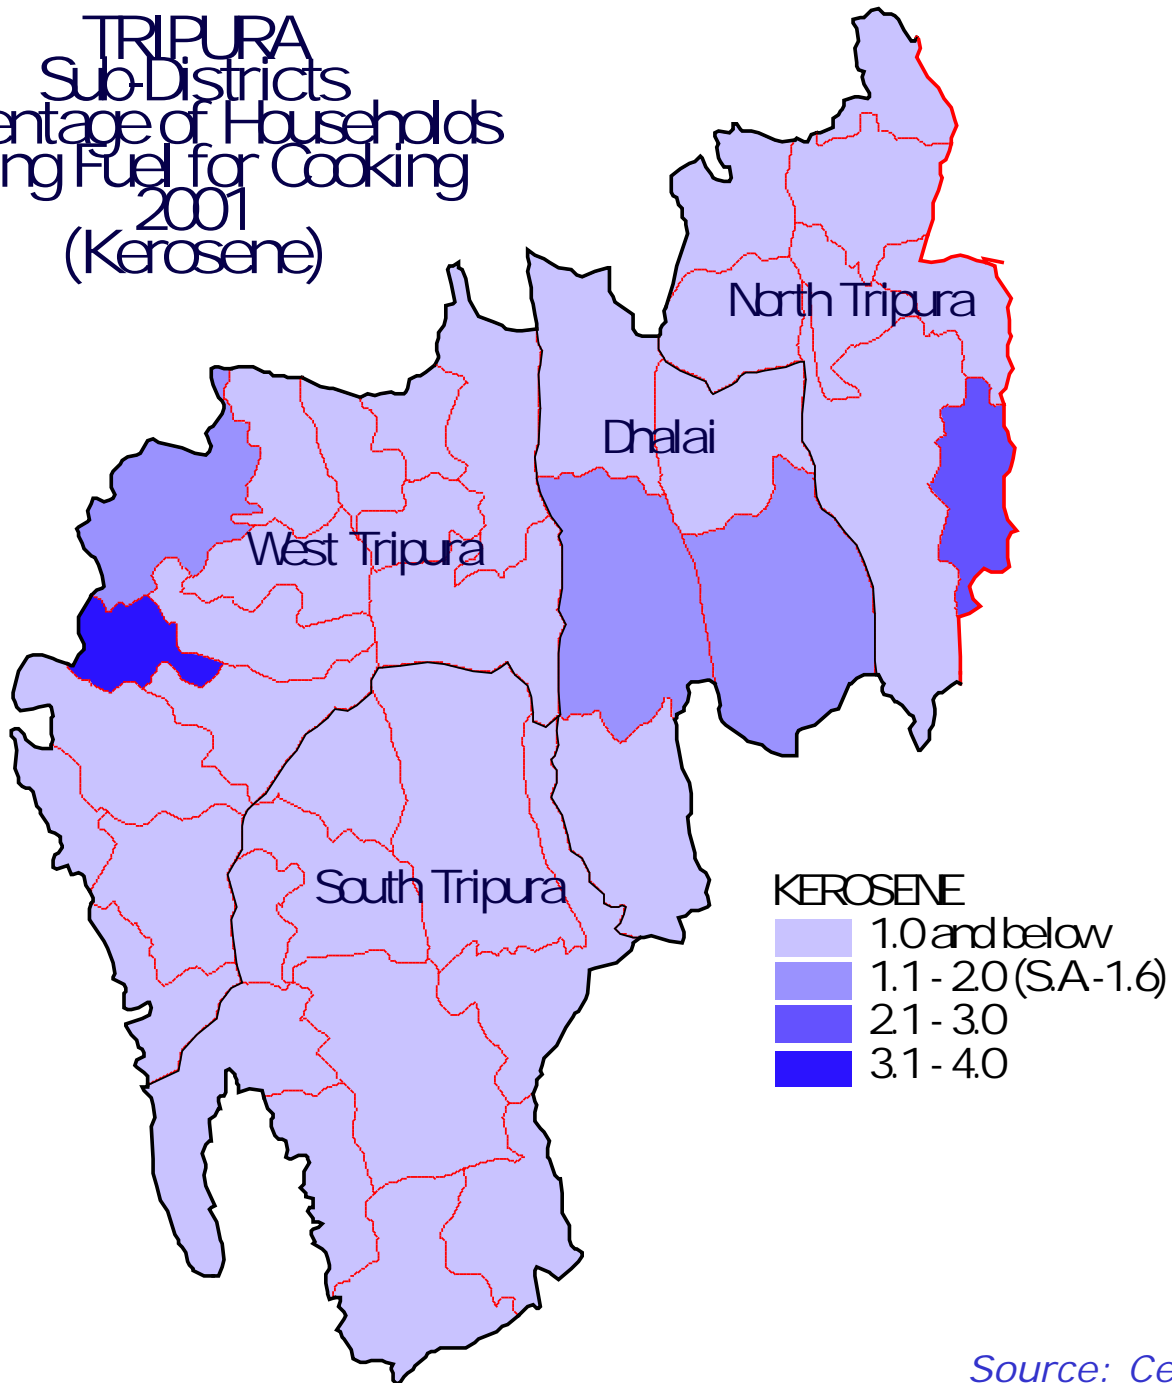 TRIPURA
Sub-Districts
entage of Households
ng Fuel for Cooking
2001
(Kerosene)
North Tripura
Dhalai
West Tripura
South Tripura
KEROSENE
1.0 and below
1.1 - 2.0 (S.A.-1.6)
2.1 - 3.0
3.1 - 4.0
Source: Ce